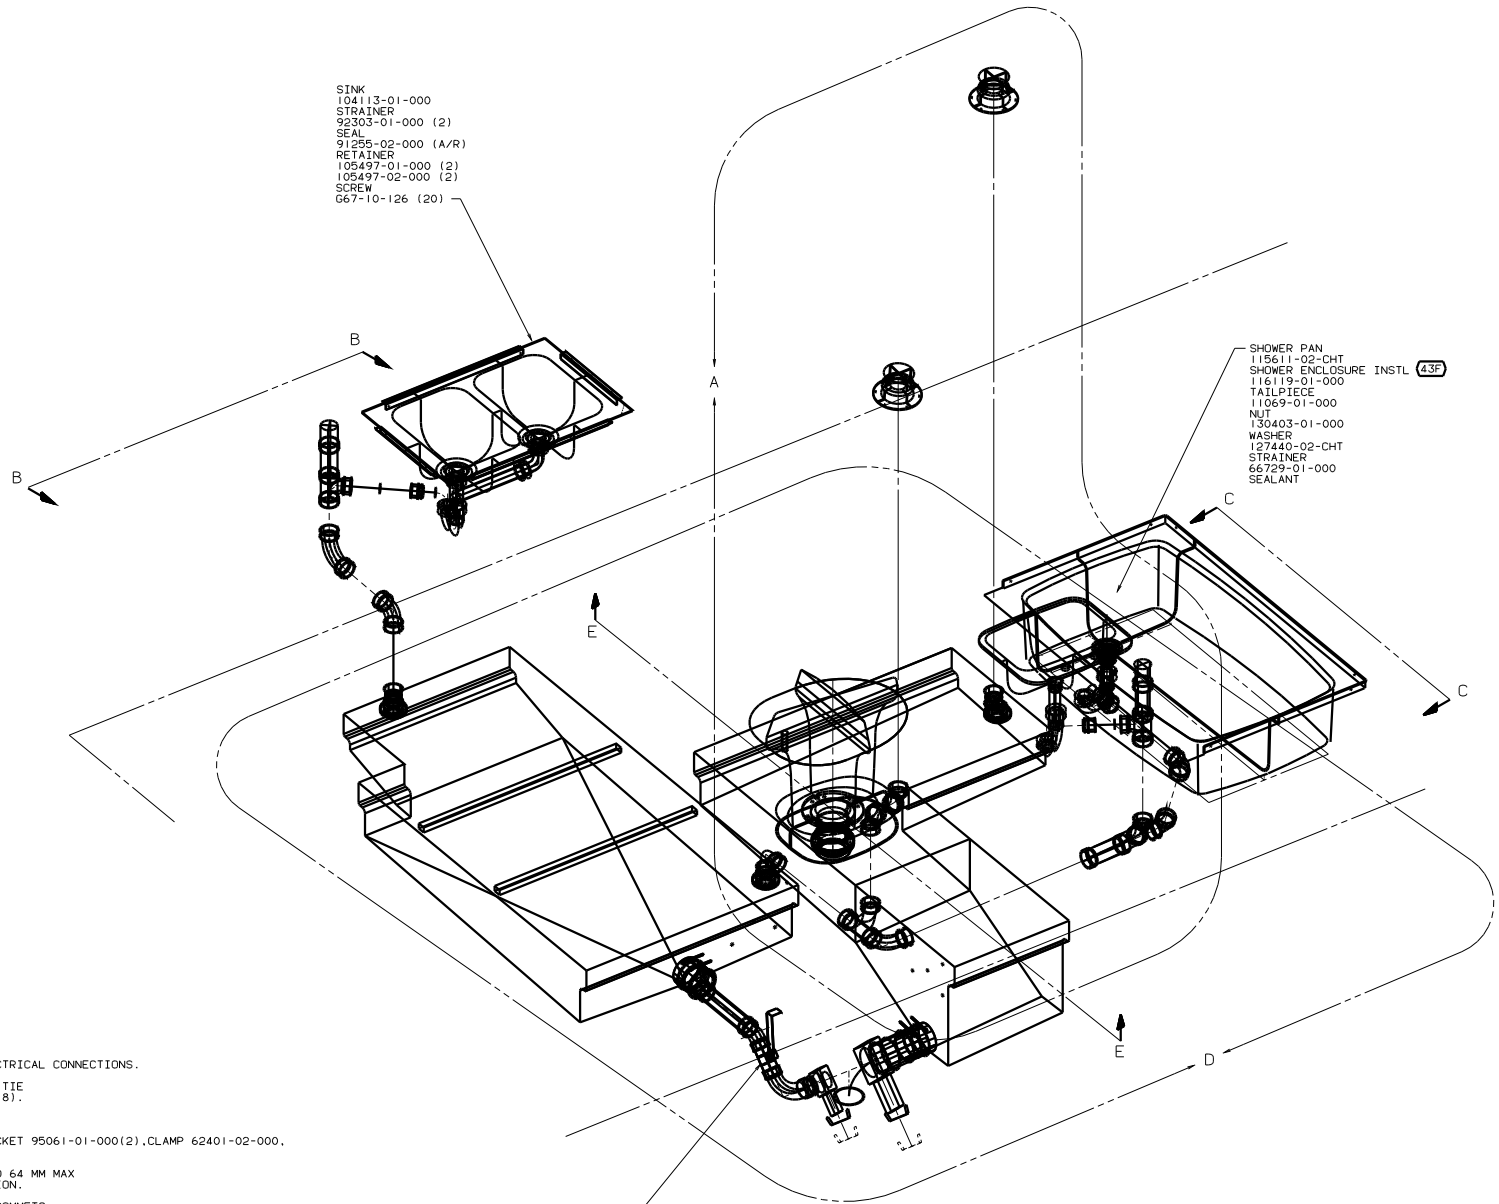 SINK
104113-01-000
STRAINER
92303-01-000 (2)
SEAL
91255-02-000 (A/R)
RETAINER
105497-01-000 (2)
105497-02-000 (2)
SCREW
G67-10-126 (20)
B
B
A
SHOWER PAN
115611-02-CHT
SHOWER ENCLOSURE INSTL 43F
116119-01-000
TAILPIECE
11069-01-000
NUT
130403-01-000
WASHER
127440-02-CHT
STRAINER
66729-01-000
SEALANT
C
C
E
E
D
CTRICAL CONNECTIONS.
TIE
8).
KET 95061-01-000(2),CLAMP 62401-02-000,
64 MM MAX
ON.